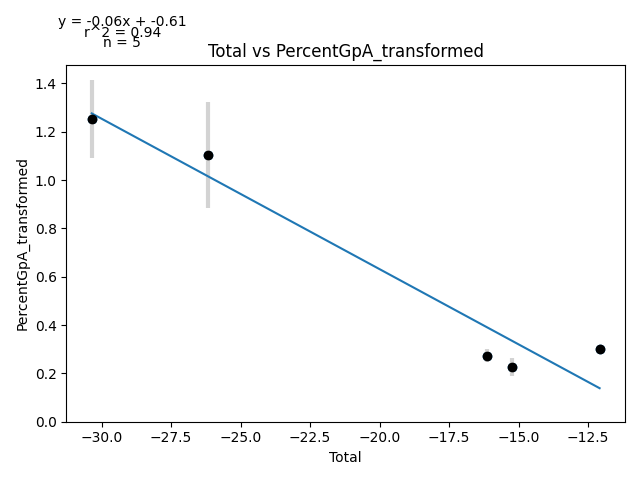 y = -0.06x + -0.61
r^2 = 0.94
n = 5
Total vs PercentGpA_transformed
PercentGpA_transformed
1.4
1.2
1.0
0.8
0.6
0.4
0.2
0.0
−30.0 −27.5 −25.0 −22.5 −20.0 −17.5 −15.0 −12.5
Total